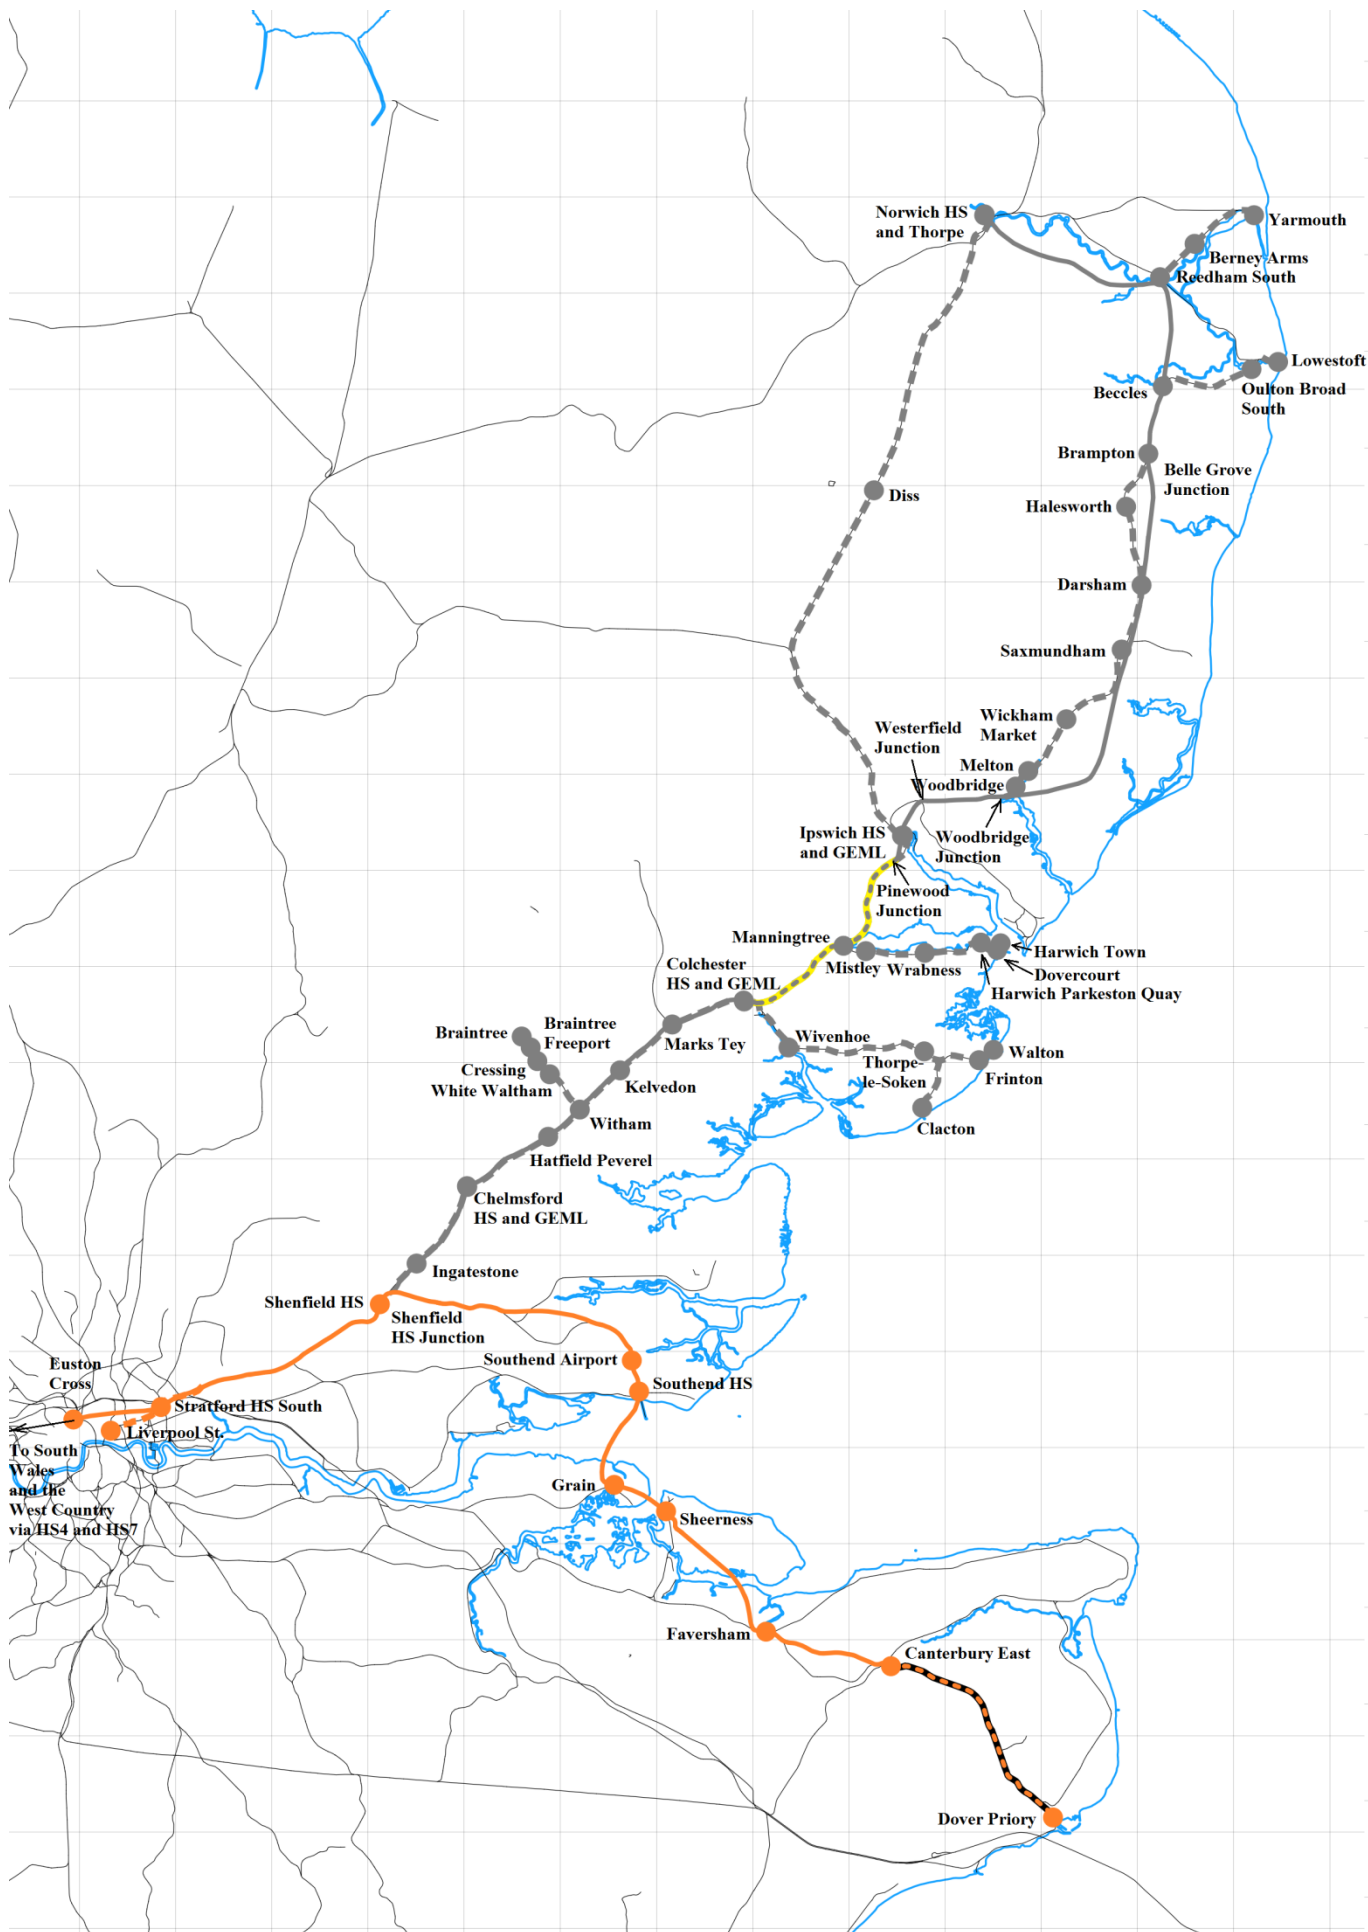 Norwich HS
and Thorpe
Yarmouth
Berney Arms
Reedham South
Lowestoft
Beccles
Oulton Broad
South
Brampton
Belle Grove
Junction
Diss
Halesworth
Darsham
Saxmundham
Wickham
Market
Westerfield
Junction
Melton
Woodbridge
Ipswich HS
and GEML
Woodbridge
Junction
Pinewood
Junction
Manningtree
Harwich Town
Mistley
Wrabness
Dovercourt
Harwich Parkeston Quay
Colchester
HS and GEML
Braintree
Braintree
Freeport
Marks Tey
Wivenhoe
Walton
Thorpe-
le-Soken
Frinton
Cressing
White Waltham
Kelvedon
Witham
Clacton
Hatfield Peverel
Chelmsford
HS and GEML
Ingatestone
Shenfield HS
Shenfield
HS Junction
Southend Airport
Euston
Cross
Southend HS
Stratford HS South
Liverpool St.
To South
Wales
and the
West Country
via HS4 and HS7
Grain
Sheerness
Faversham
Canterbury East
Dover Priory